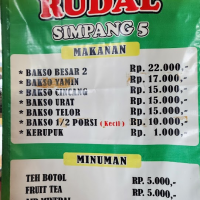 RUDAL
SIMPANG 5
MAKANAN
* BAKSO BESAR 2 Rp. 22.000,-
* BAKSO YAMIN Rp. 17.000,-
* BAKSO CINCANG Rp. 15.000,-
* BAKSO URAT Rp. 15.000,-
* BAKSO TELOR Rp. 15.000,-
* BAKSO 1/2 PORSI (Kecil) Rp. 10.000,-
* KERUPUK Rp. 1.000,-
MINUMAN
TEH BOTOL Rp. 5.000,-
FRUIT TEA Rp. 5.000,-
AIR MINERAL